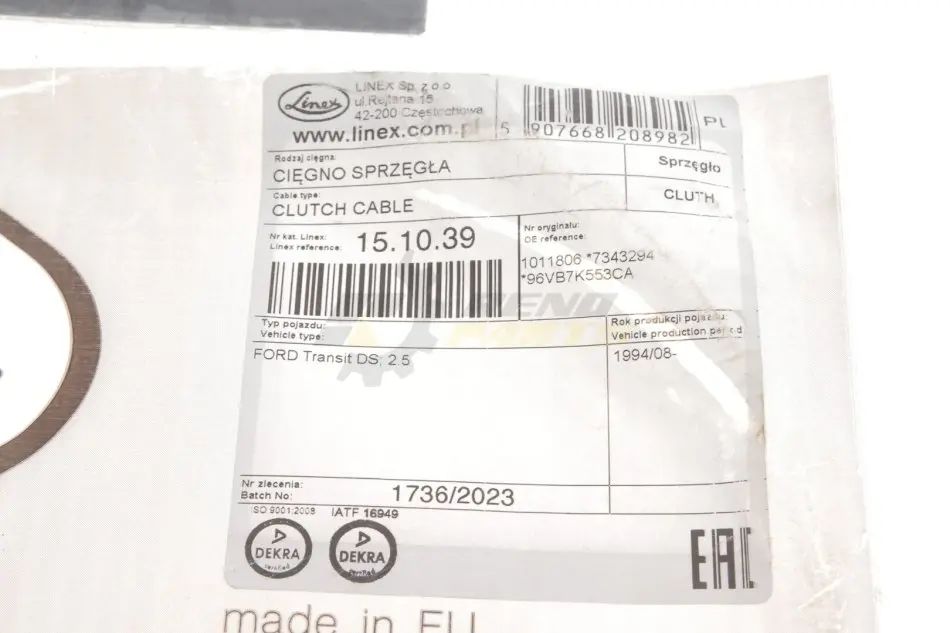 Linex
LINEX Sp. z o.o.
ul.Rejtana 15
42-200 Częstochowa
www.linex.com.pl
5 907668 208982
PL
Rodzaj cięgna:
CIĘGNO SPRZĘGŁA
Sprzęgło
Cable type:
CLUTCH CABLE
CLUTH
Nr kat. Linex:
Linex reference:
15.10.39
Nr oryginału:
OE reference:
1011806 *7343294
*96VB7K553CA
Typ pojazdu:
Vehicle type:
Rok produkcji pojazdu:
Vehicle production period
FORD Transit DS; 2.5
1994/08-
Nr zlecenia:
Batch No:
1736/2023
ISO 9001:2008
IATF 16949
DEKRA
certified
DEKRA
certified
EAC
made in EU